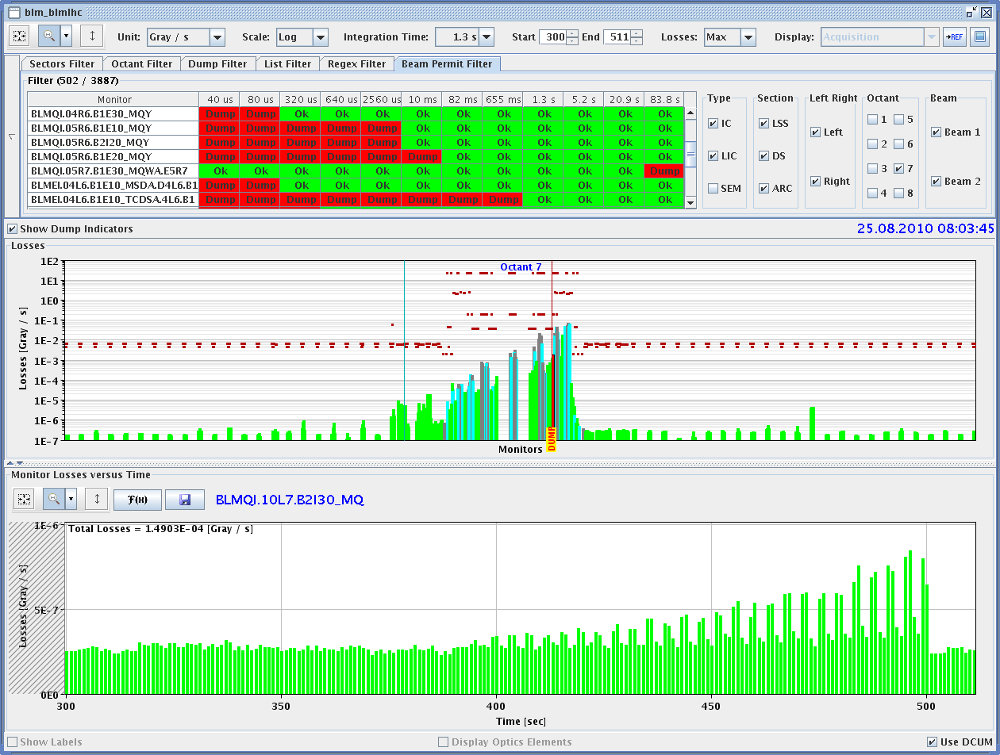 blm_blmlhc
Unit: Gray / s Scale: Log Integration Time: 1.3 s Start 300 End 511 Losses: Max Display: Acquisition →REF
Sectors Filter Octant Filter Dump Filter List Filter Regex Filter Beam Permit Filter
Filter (502 / 3887)
Monitor 40 us 80 us 320 us 640 us 2560 us 10 ms 82 ms 655 ms 1.3 s 5.2 s 20.9 s 83.8 s
BLMQI.04R6.B1E30_MQY Dump Dump Ok Ok Ok Ok Ok Ok Ok Ok Ok Ok
BLMQI.05R6.B1E10_MQY Dump Dump Dump Dump Dump Ok Ok Ok Ok Ok Ok Ok
BLMQI.05R6.B2I20_MQY Dump Dump Dump Dump Dump Ok Ok Ok Ok Ok Ok Ok
BLMQI.05R6.B1E20_MQY Dump Dump Dump Dump Dump Dump Ok Ok Ok Ok Ok Ok
BLMQI.05R7.B1E30_MQWA.E5R7 Ok Ok Ok Ok Ok Ok Ok Ok Ok Ok Ok Dump
BLMEI.04L6.B1E10_MSDA.D4L6.B1 Dump Dump Ok Ok Ok Ok Ok Ok Ok Ok Ok Ok
BLMEI.04L6.B1E10_TCDSA.4L6.B1 Dump Dump Dump Dump Dump Dump Dump Dump Ok Ok Ok Ok
Type Section Left Right Octant Beam
IC LSS Left 1 5 Beam 1
LIC DS 2 6
3 7
SEM ARC Right 4 8 Beam 2
Show Dump Indicators 25.08.2010 08:03:45
Losses
Octant 7
Losses [Gray / s]
1E2
1E1
1E0
1E-1
1E-2
1E-3
1E-4
1E-5
1E-6
1E-7
DUMP
Monitors
Monitor Losses versus Time
F(x) BLMQI.10L7.B2I30_MQ
Total Losses = 1.4903E-04 [Gray / s]
Losses [Gray / s]
1E-6
5E-7
0E0
300 350 400 450 500
Time [sec]
Show Labels Display Optics Elements Use DCUM